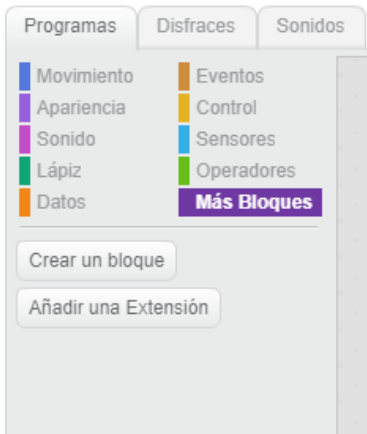 Programas Disfraces Sonidos
Movimiento Eventos
Apariencia Control
Sonido Sensores
Lápiz Operadores
Datos Más Bloques
Crear un bloque
Añadir una Extensión